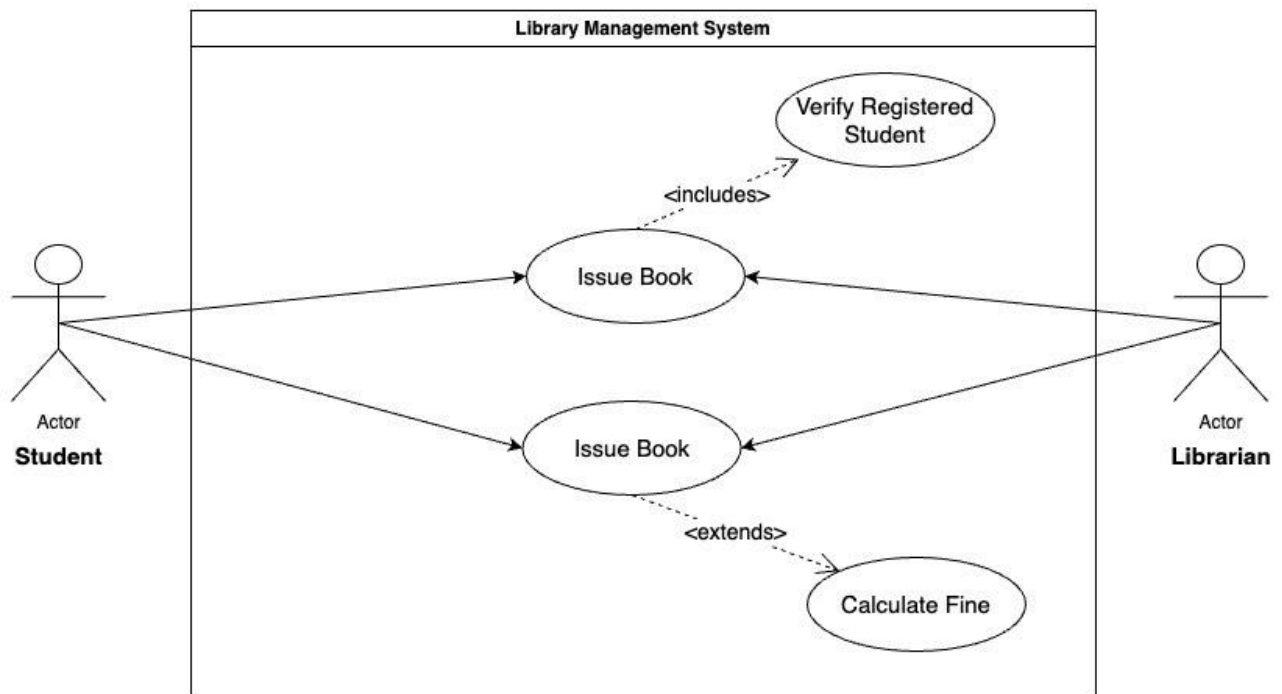 Library Management System
Verify Registered
Student
<includes>
Issue Book
Actor
Student
Issue Book
Actor
Librarian
<extends>
Calculate Fine